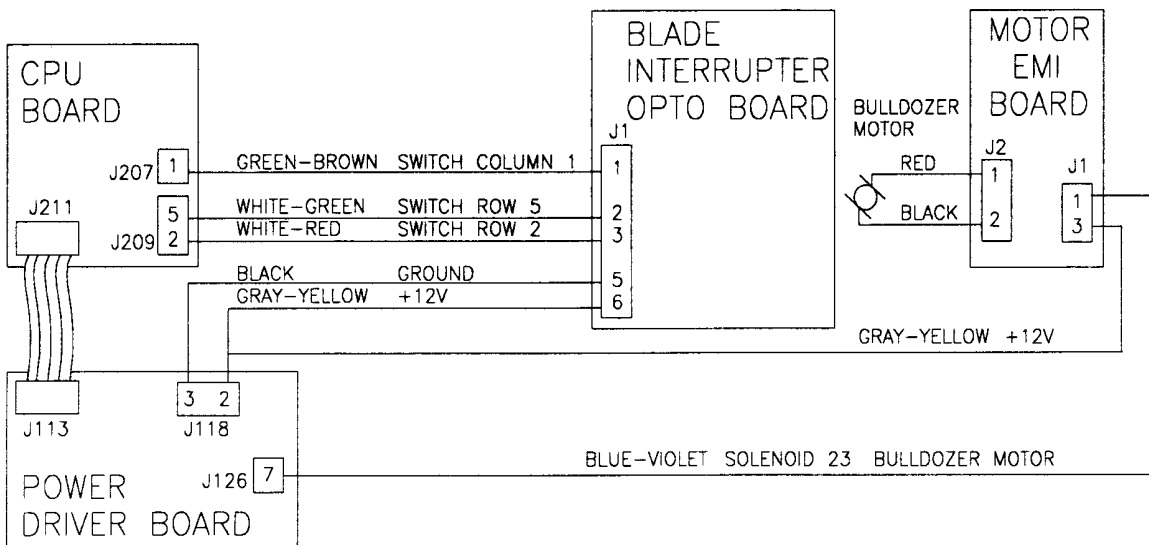 CPU
BOARD
J207
1
J211
J209
5
2
GREEN-BROWN SWITCH COLUMN 1
WHITE-GREEN SWITCH ROW 5
WHITE-RED SWITCH ROW 2
BLACK GROUND
GRAY-YELLOW +12V
BLADE
INTERRUPTER
OPTO BOARD
J1
1
2
3
5
6
BULLDOZER
MOTOR
RED
BLACK
MOTOR
EMI
BOARD
J2
1
2
J1
1
3
GRAY-YELLOW +12V
J113
3 2
J118
J126
7
BLUE-VIOLET SOLENOID 23 BULLDOZER MOTOR
POWER
DRIVER BOARD